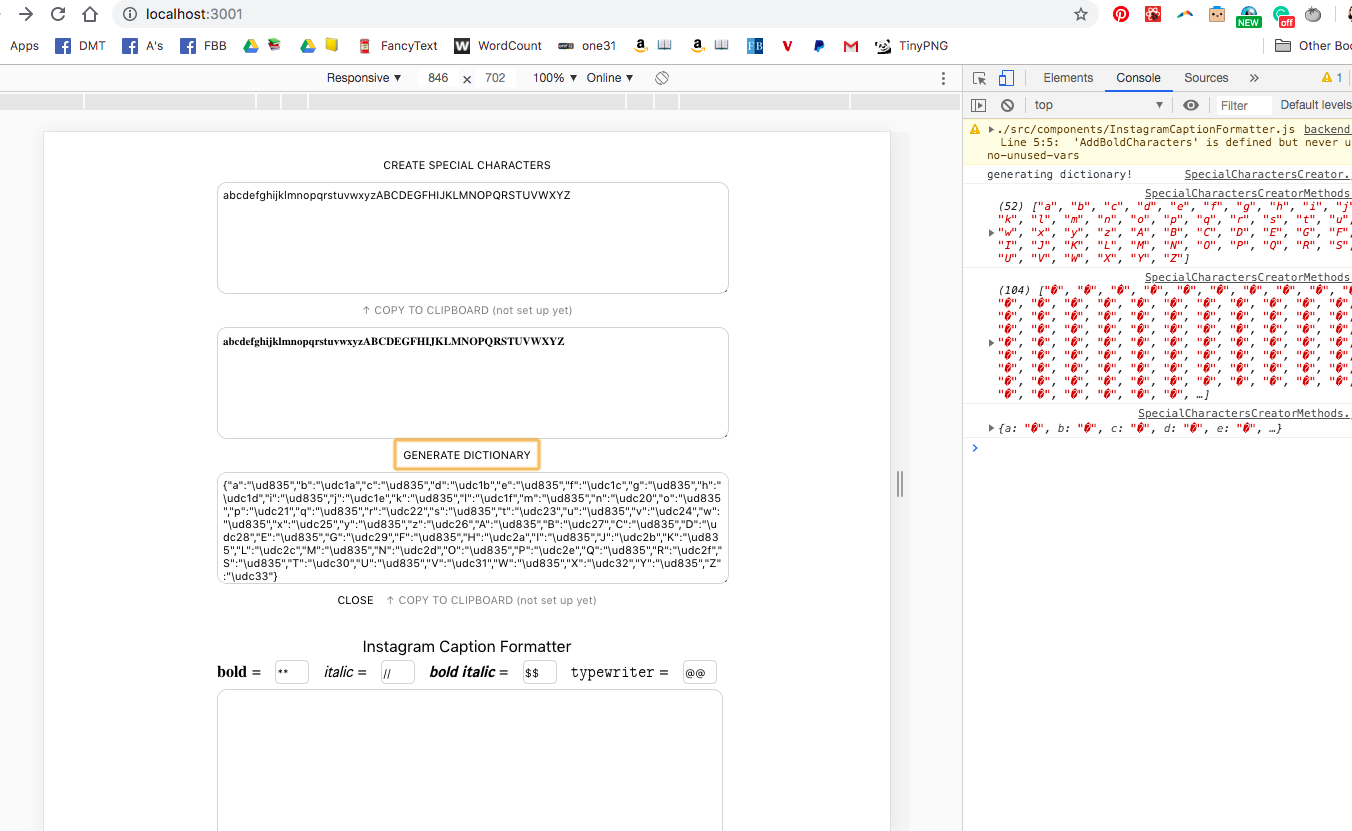 localhost:3001
NEW
off
Apps DMT A's FBB FancyText WordCount one31 FB TinyPNG Other Boo
Responsive ▼ 846 × 702 100% ▼ Online ▼
Elements Console Sources » 1
top ▼ Filter Default levels
CREATE SPECIAL CHARACTERS
abcdefghijklmnopqrstuvwxyzABCDEGFHIJKLMNOPQRSTUVWXYZ
↑ COPY TO CLIPBOARD (not set up yet)
𝐚𝐛𝐜𝐝𝐞𝐟𝐠𝐡𝐢𝐣𝐤𝐥𝐦𝐧𝐨𝐩𝐪𝐫𝐬𝐭𝐮𝐯𝐰𝐱𝐲𝐳𝐀𝐁𝐂𝐃𝐄𝐆𝐅𝐇𝐈𝐉𝐊𝐋𝐌𝐍𝐎𝐏𝐐𝐑𝐒𝐓𝐔𝐕𝐖𝐗𝐘𝐙
GENERATE DICTIONARY
{"a":"\ud835","b":"\udc1a","c":"\ud835","d":"\udc1b","e":"\ud835","f":"\udc1c","g":"\ud835","h":"
\udc1d","i":"\ud835","j":"\udc1e","k":"\ud835","l":"\udc1f","m":"\ud835","n":"\udc20","o":"\ud835
","p":"\udc21","q":"\ud835","r":"\udc22","s":"\ud835","t":"\udc23","u":"\ud835","v":"\udc24","w":
"\ud835","x":"\udc25","y":"\ud835","z":"\udc26","A":"\ud835","B":"\udc27","C":"\ud835","D":"\u
dc28","E":"\ud835","G":"\udc29","F":"\ud835","H":"\udc2a","I":"\ud835","J":"\udc2b","K":"\ud83
5","L":"\udc2c","M":"\ud835","N":"\udc2d","O":"\ud835","P":"\udc2e","Q":"\ud835","R":"\udc2f","
S":"\ud835","T":"\udc30","U":"\ud835","V":"\udc31","W":"\ud835","X":"\udc32","Y":"\ud835","Z"
:"\udc33"}
CLOSE ↑ COPY TO CLIPBOARD (not set up yet)
Instagram Caption Formatter
bold = ** italic = // bold italic = $$ typewriter = @@
./src/components/InstagramCaptionFormatter.js backend
Line 5:5: 'AddBoldCharacters' is defined but never u
no-unused-vars
generating dictionary! SpecialCharactersCreator.
SpecialCharactersCreatorMethods
(52) ["a", "b", "c", "d", "e", "f", "g", "h", "i", "j"
"k", "l", "m", "n", "o", "p", "q", "r", "s", "t", "u"
"w", "x", "y", "z", "A", "B", "C", "D", "E", "G", "F"
"I", "J", "K", "L", "M", "N", "O", "P", "Q", "R", "S"
"U", "V", "W", "X", "Y", "Z"]
SpecialCharactersCreatorMethods
(104) ["�", "�", "�", "�", "�", "�", "�", "�", "�", "�
"�", "�", "�", "�", "�", "�", "�", "�", "�", "�", "�"
"�", "�", "�", "�", "�", "�", "�", "�", "�", "�", "�"
"�", "�", "�", "�", "�", "�", "�", "�", "�", "�", "�"
"�", "�", "�", "�", "�", "�", "�", "�", "�", "�", "�"
"�", "�", "�", "�", "�", "�", "�", "�", "�", "�", "�"
"�", "�", "�", "�", "�", "�", "�", "�", "�", "�", "�"
"�", "�", "�", "�", "�", "�", "�", "�", "�", "�", "�"
"�", "�", "�", "�", "�", "�", …]
SpecialCharactersCreatorMethods.
{a: "�", b: "�", c: "�", d: "�", e: "�", …}